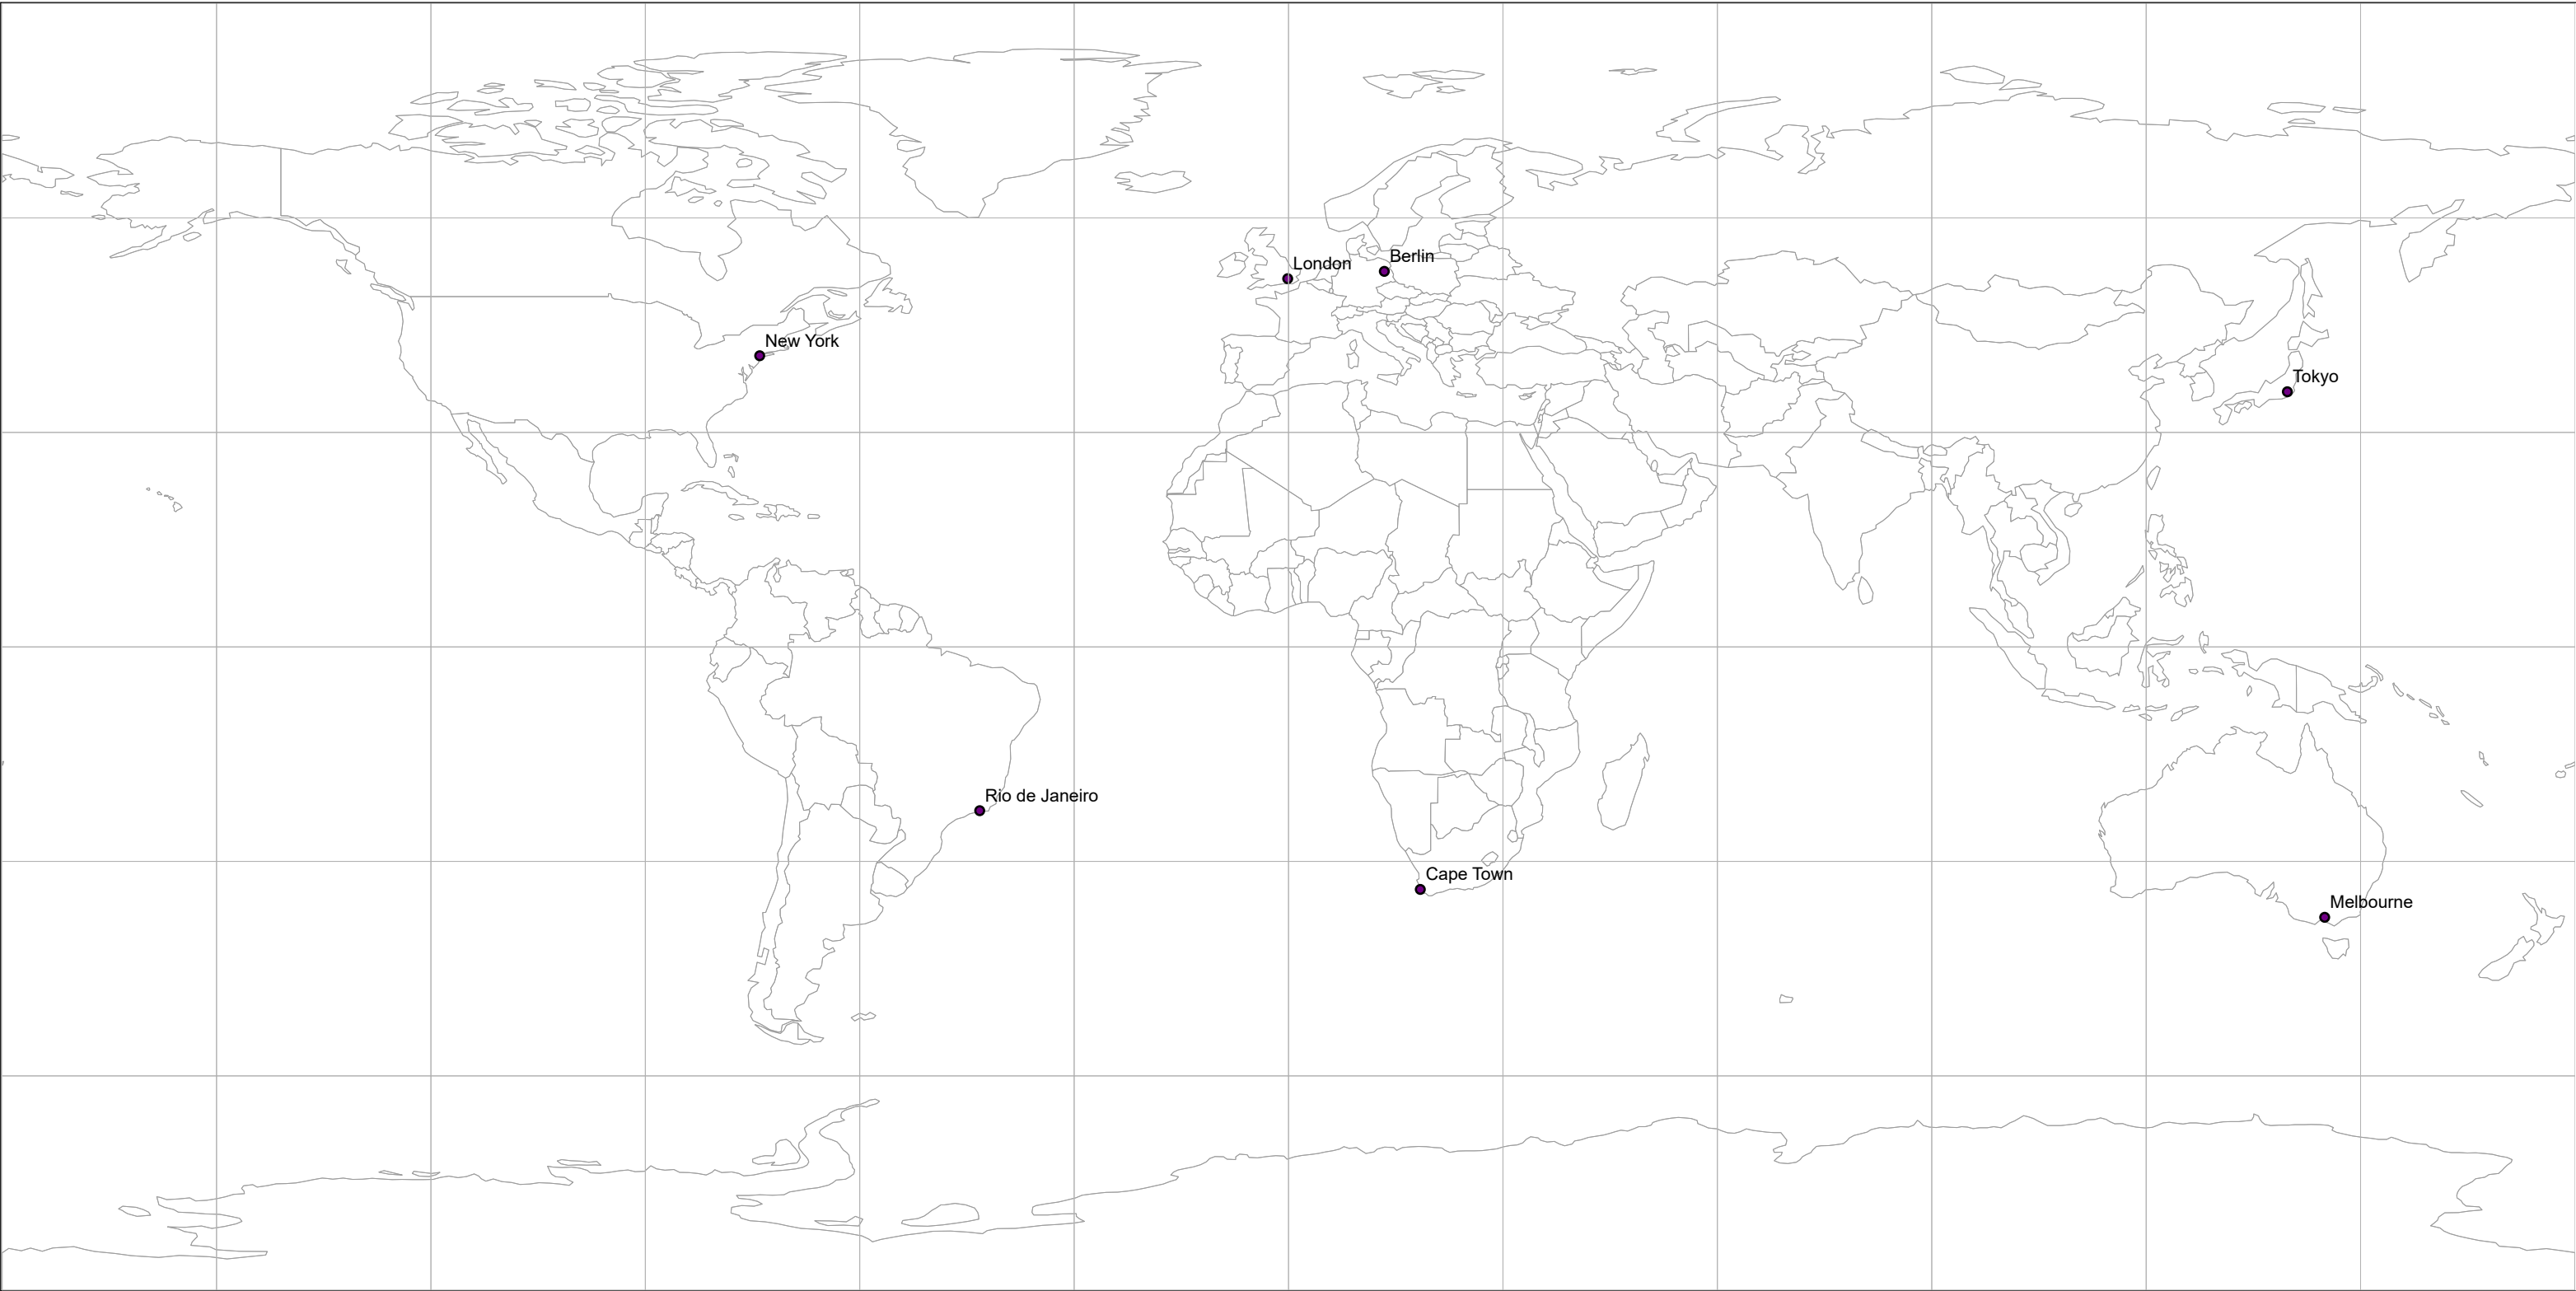 London
Berlin
New York
Tokyo
Rio de Janeiro
Cape Town
Melbourne